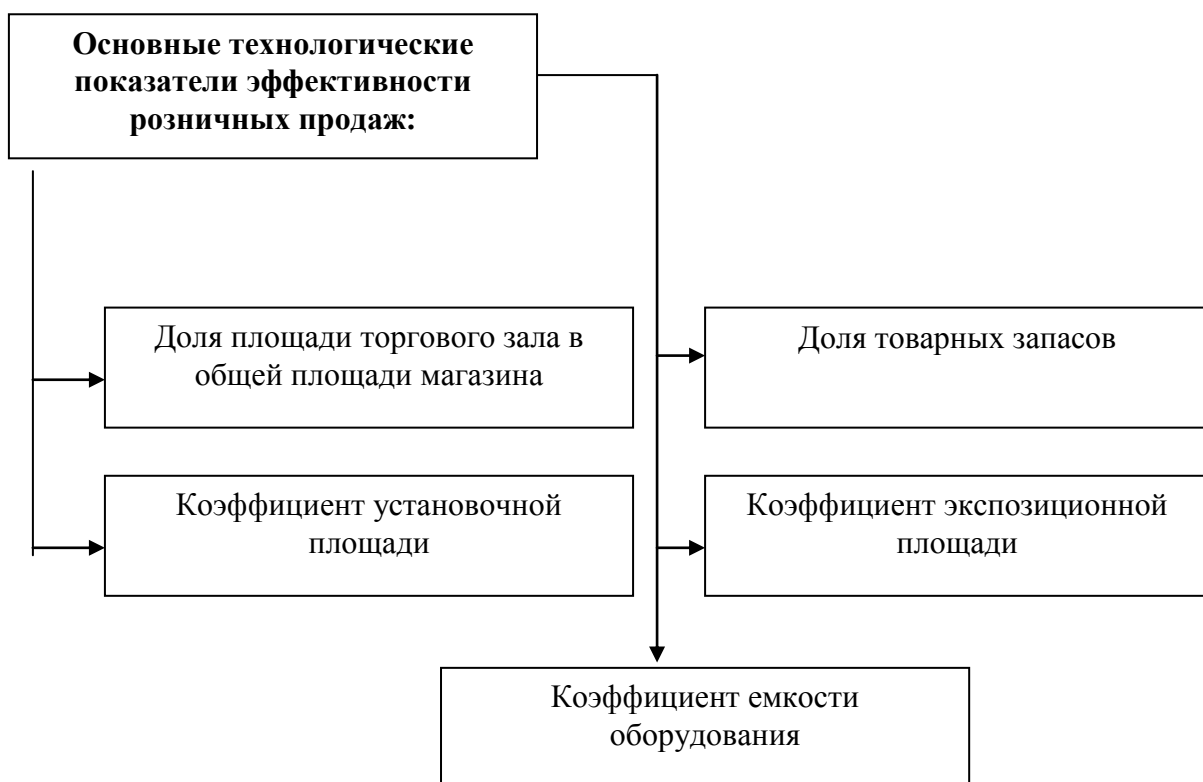 Основные технологические
показатели эффективности
розничных продаж:
Доля площади торгового зала в
общей площади магазина
Доля товарных запасов
Коэффициент установочной
площади
Коэффициент экспозиционной
площади
Коэффициент емкости
оборудования